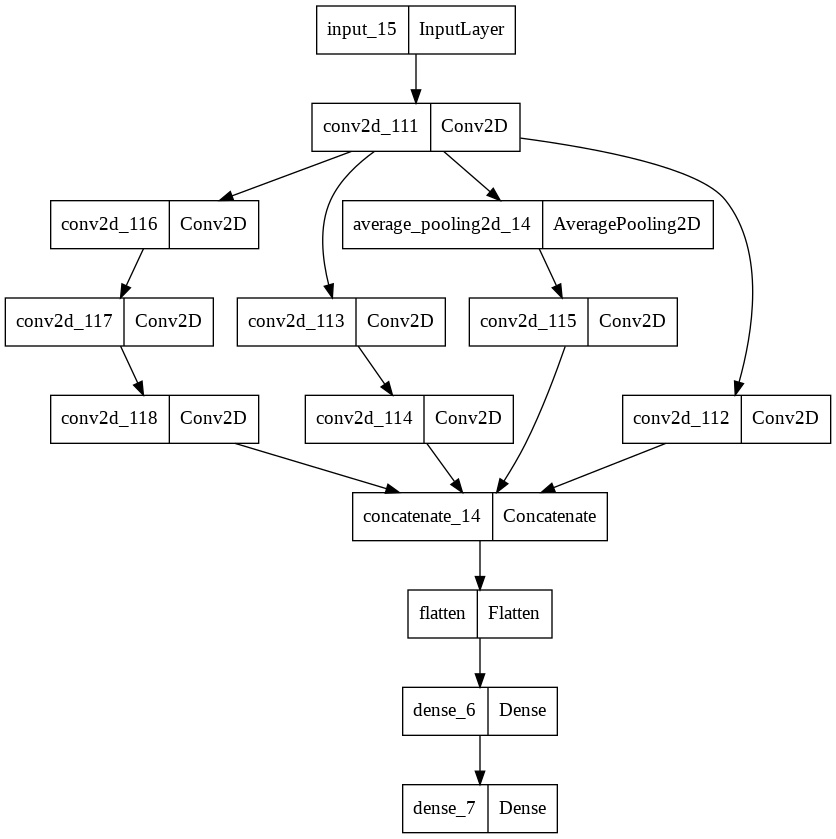 input_15 InputLayer
conv2d_111 Conv2D
conv2d_116 Conv2D
average_pooling2d_14 AveragePooling2D
conv2d_117 Conv2D
conv2d_113 Conv2D
conv2d_115 Conv2D
conv2d_118 Conv2D
conv2d_114 Conv2D
conv2d_112 Conv2D
concatenate_14 Concatenate
flatten Flatten
dense_6 Dense
dense_7 Dense